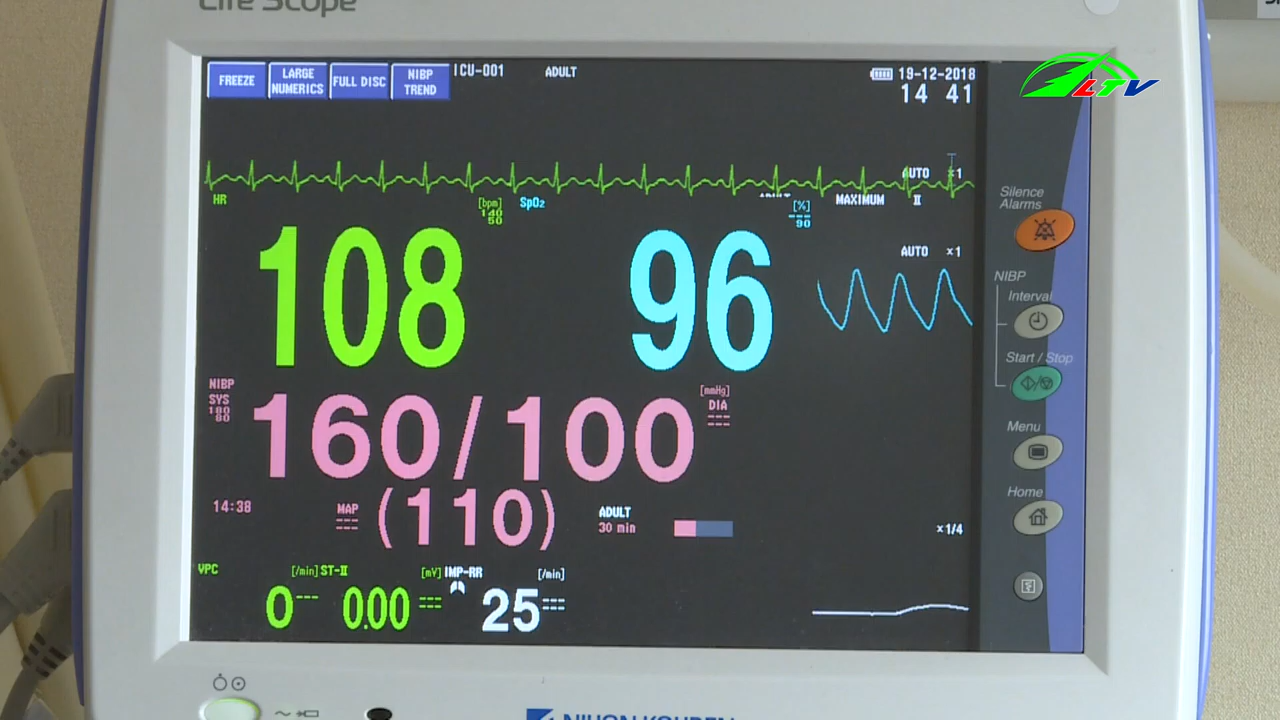 Life Scope
FREEZE
LARGE NUMERICS
FULL DISC
NIBP TREND
ICU-001
ADULT
19-12-2018
14 41
LTV
AUTO ×1
HR
[bpm]
140
50
SpO₂
[%]
---
90
MAXIMUM II
108
96
AUTO ×1
NIBP
SYS
180
80
160/100
[mmHg]
DIA
---
14:38
MAP
---
(110)
ADULT
30 min
×1/4
VPC
[/min]
ST-II
[mV]
IMP-RR
[/min]
0
---
0.00
---
25
---
Silence
Alarms
NIBP
Interval
Start / Stop
Menu
Home
NIHON KOHDEN